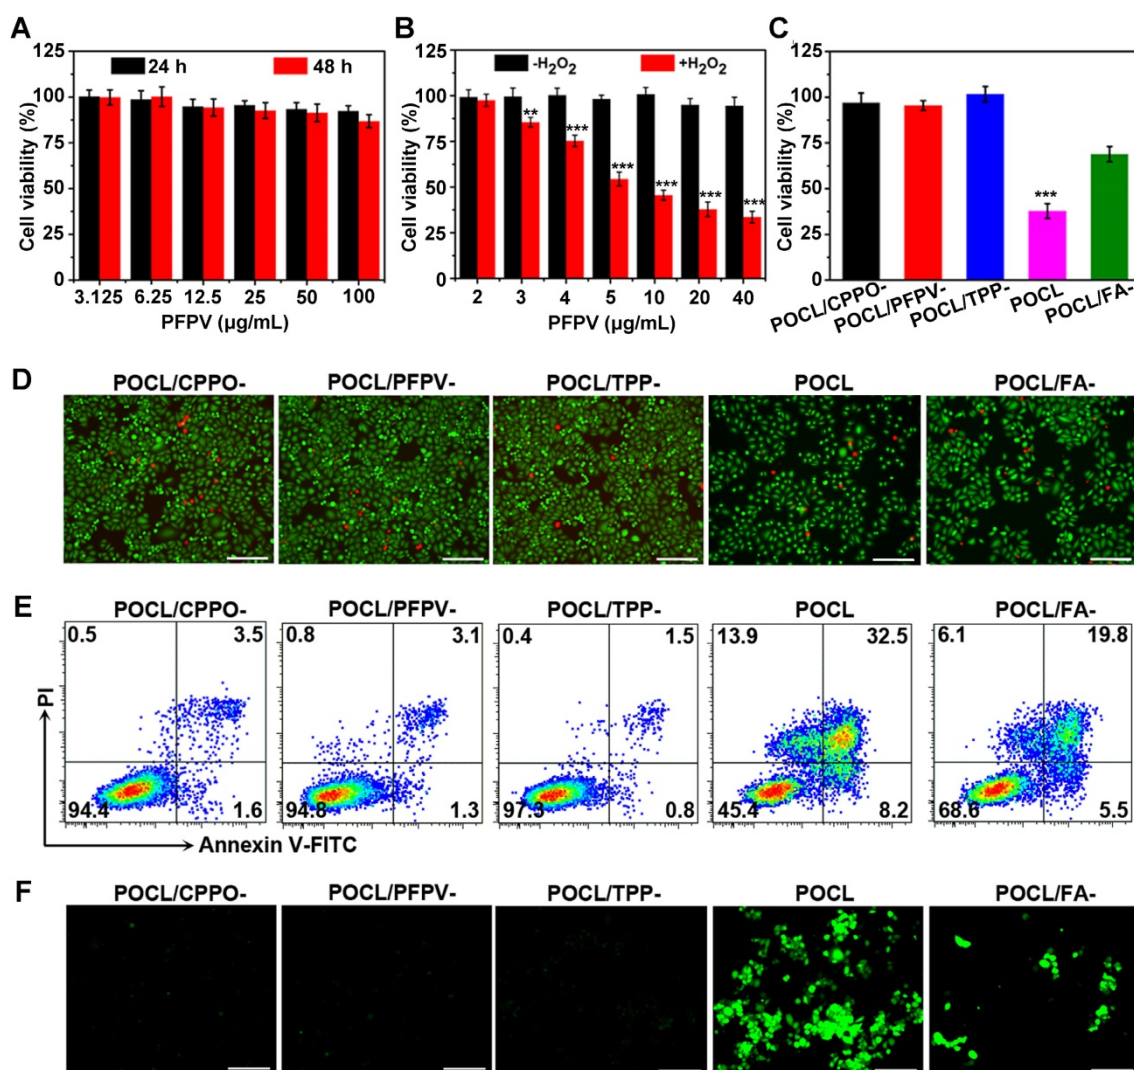 A
125
100
75
50
25
0
Cell viability (%)
24 h
48 h
3.125 6.25 12.5 25 50 100
PFPV (µg/mL)
B
125
100
75
50
25
0
Cell viability (%)
-H₂O₂
+H₂O₂
**
***
***
***
***
***
2 3 4 5 10 20 40
PFPV (µg/mL)
C
125
100
75
50
25
0
Cell viability (%)
***
POCL/CPPO-
POCL/PFPV-
POCL/TPP-
POCL
POCL/FA-
D
POCL/CPPO- POCL/PFPV- POCL/TPP- POCL POCL/FA-
E
POCL/CPPO- POCL/PFPV- POCL/TPP- POCL POCL/FA-
0.5 3.5 0.8 3.1 0.4 1.5 13.9 32.5 6.1 19.8
PI
94.4 1.6 94.8 1.3 97.3 0.8 45.4 8.2 68.6 5.5
Annexin V-FITC
F
POCL/CPPO- POCL/PFPV- POCL/TPP- POCL POCL/FA-